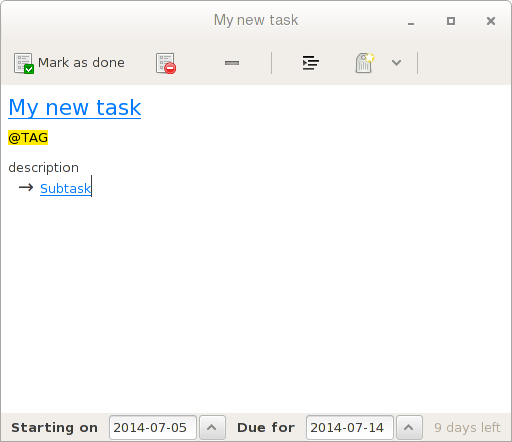 My new task
Mark as done
My new task
@TAG
description
→ Subtask
Starting on 2014-07-05 Due for 2014-07-14 9 days left